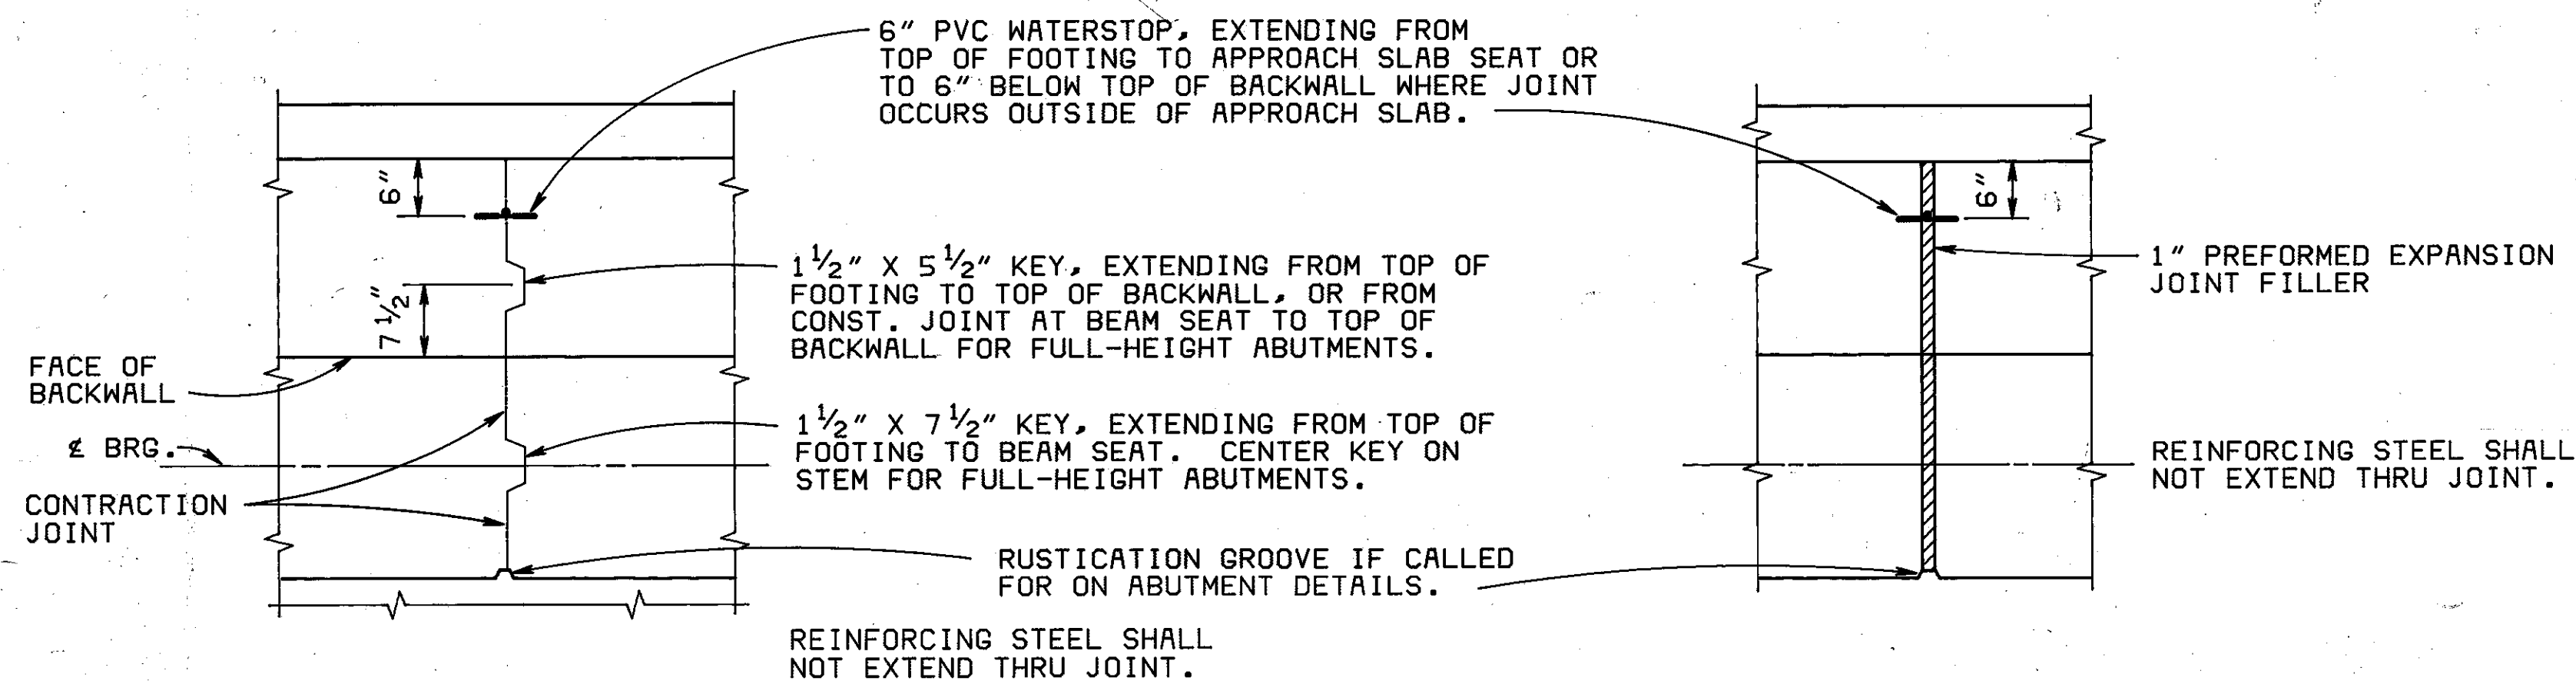 6" PVC WATERSTOP, EXTENDING FROM
TOP OF FOOTING TO APPROACH SLAB SEAT OR
TO 6" BELOW TOP OF BACKWALL WHERE JOINT
OCCURS OUTSIDE OF APPROACH SLAB.
6"
6"
1" PREFORMED EXPANSION
JOINT FILLER
1 1/2" X 5 1/2" KEY, EXTENDING FROM TOP OF
FOOTING TO TOP OF BACKWALL, OR FROM
CONST. JOINT AT BEAM SEAT TO TOP OF
BACKWALL FOR FULL-HEIGHT ABUTMENTS.
7 1/2"
FACE OF
BACKWALL
1 1/2" X 7 1/2" KEY, EXTENDING FROM TOP OF
FOOTING TO BEAM SEAT. CENTER KEY ON
STEM FOR FULL-HEIGHT ABUTMENTS.
℄ BRG.
REINFORCING STEEL SHALL
NOT EXTEND THRU JOINT.
CONTRACTION
JOINT
RUSTICATION GROOVE IF CALLED
FOR ON ABUTMENT DETAILS.
REINFORCING STEEL SHALL
NOT EXTEND THRU JOINT.